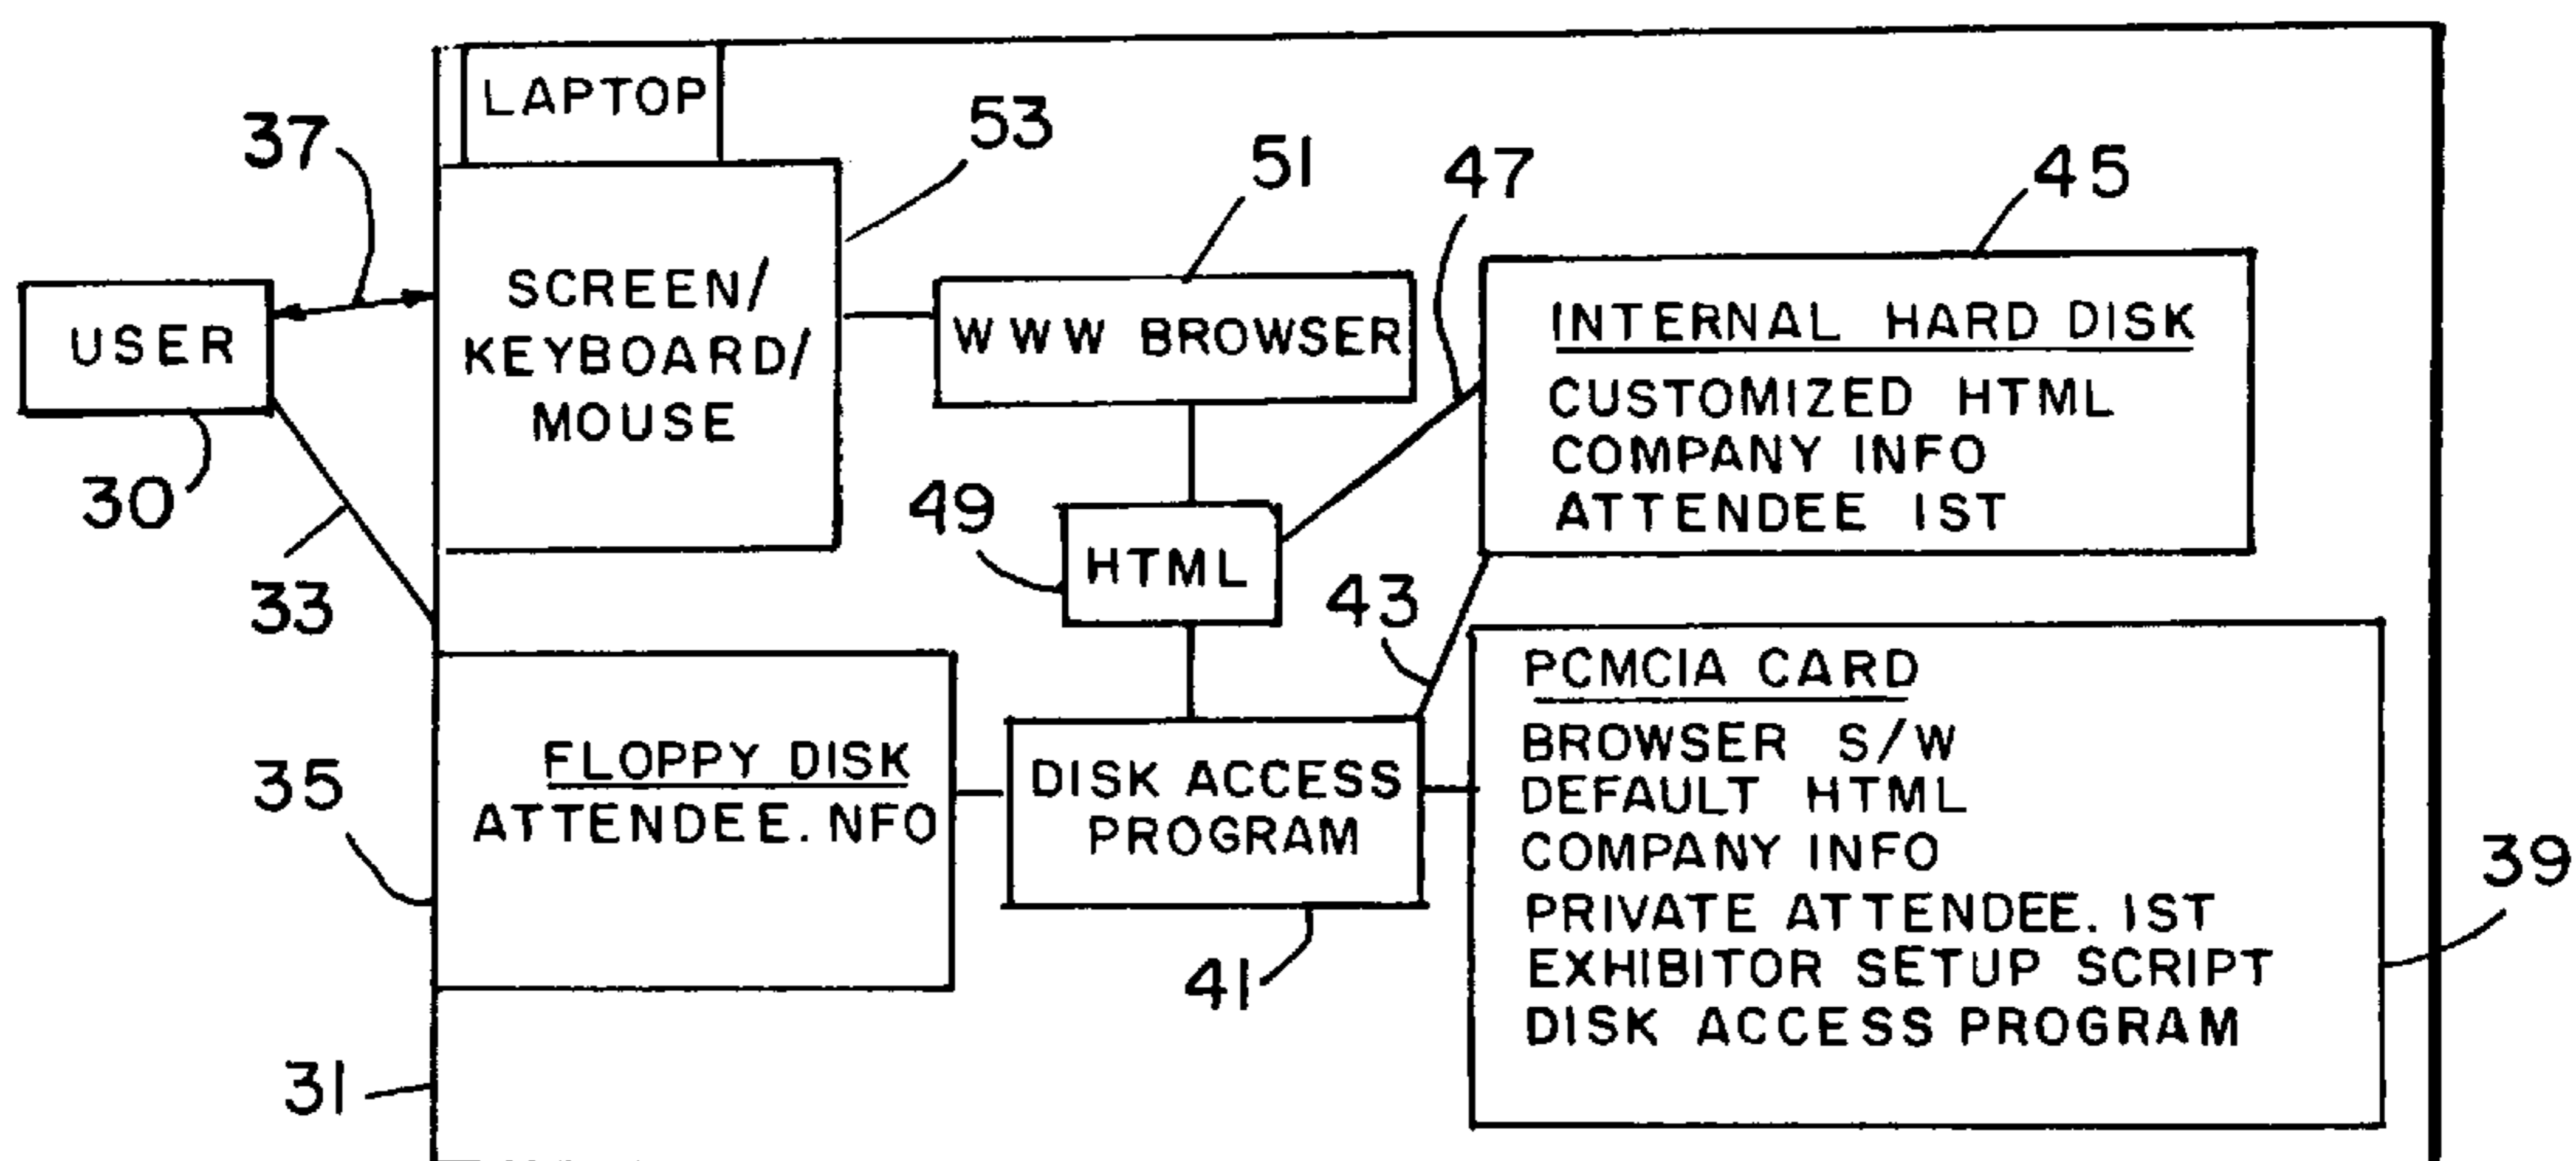 LAPTOP
37
53
51
47
45
USER
30
33
SCREEN/
KEYBOARD/
MOUSE
WWW BROWSER
INTERNAL HARD DISK
CUSTOMIZED HTML
COMPANY INFO
ATTENDEE 1ST
49
HTML
43
35
FLOPPY DISK
ATTENDEE.NFO
DISK ACCESS
PROGRAM
41
PCMCIA CARD
BROWSER S/W
DEFAULT HTML
COMPANY INFO
PRIVATE ATTENDEE.1ST
EXHIBITOR SETUP SCRIPT
DISK ACCESS PROGRAM
39
31